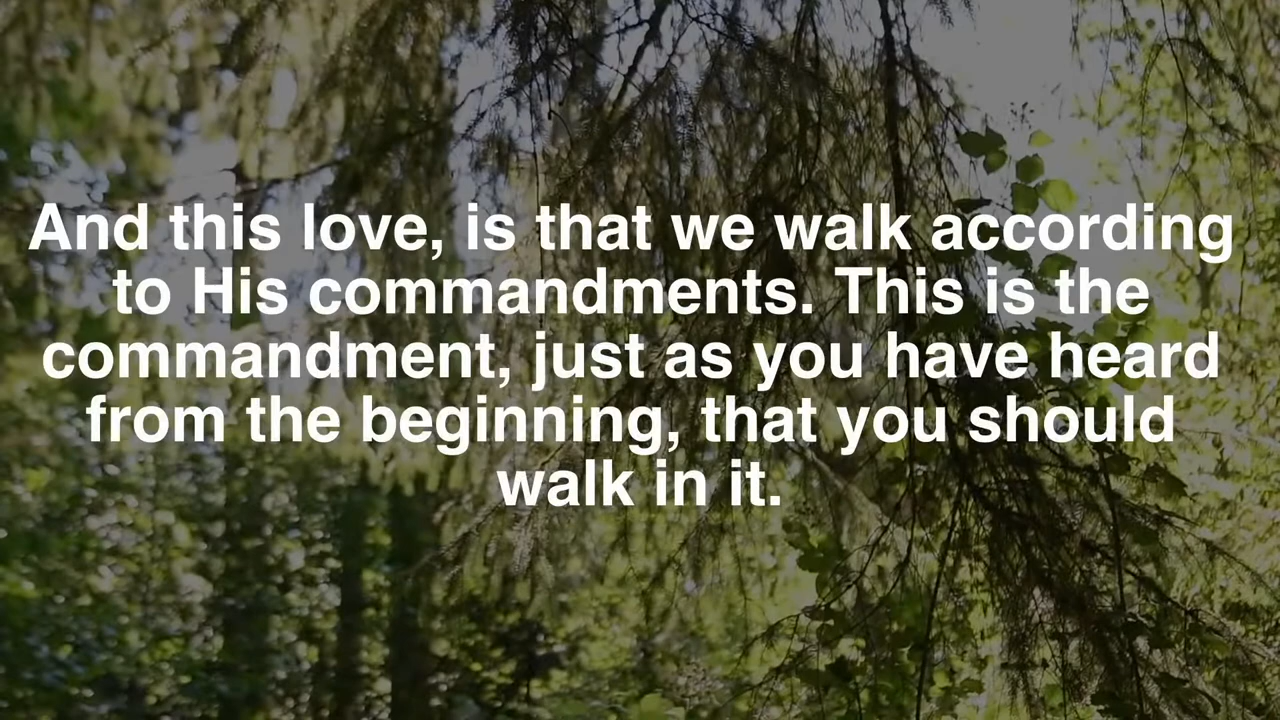 And this love, is that we walk according
to His commandments. This is the
commandment, just as you have heard
from the beginning, that you should
walk in it.